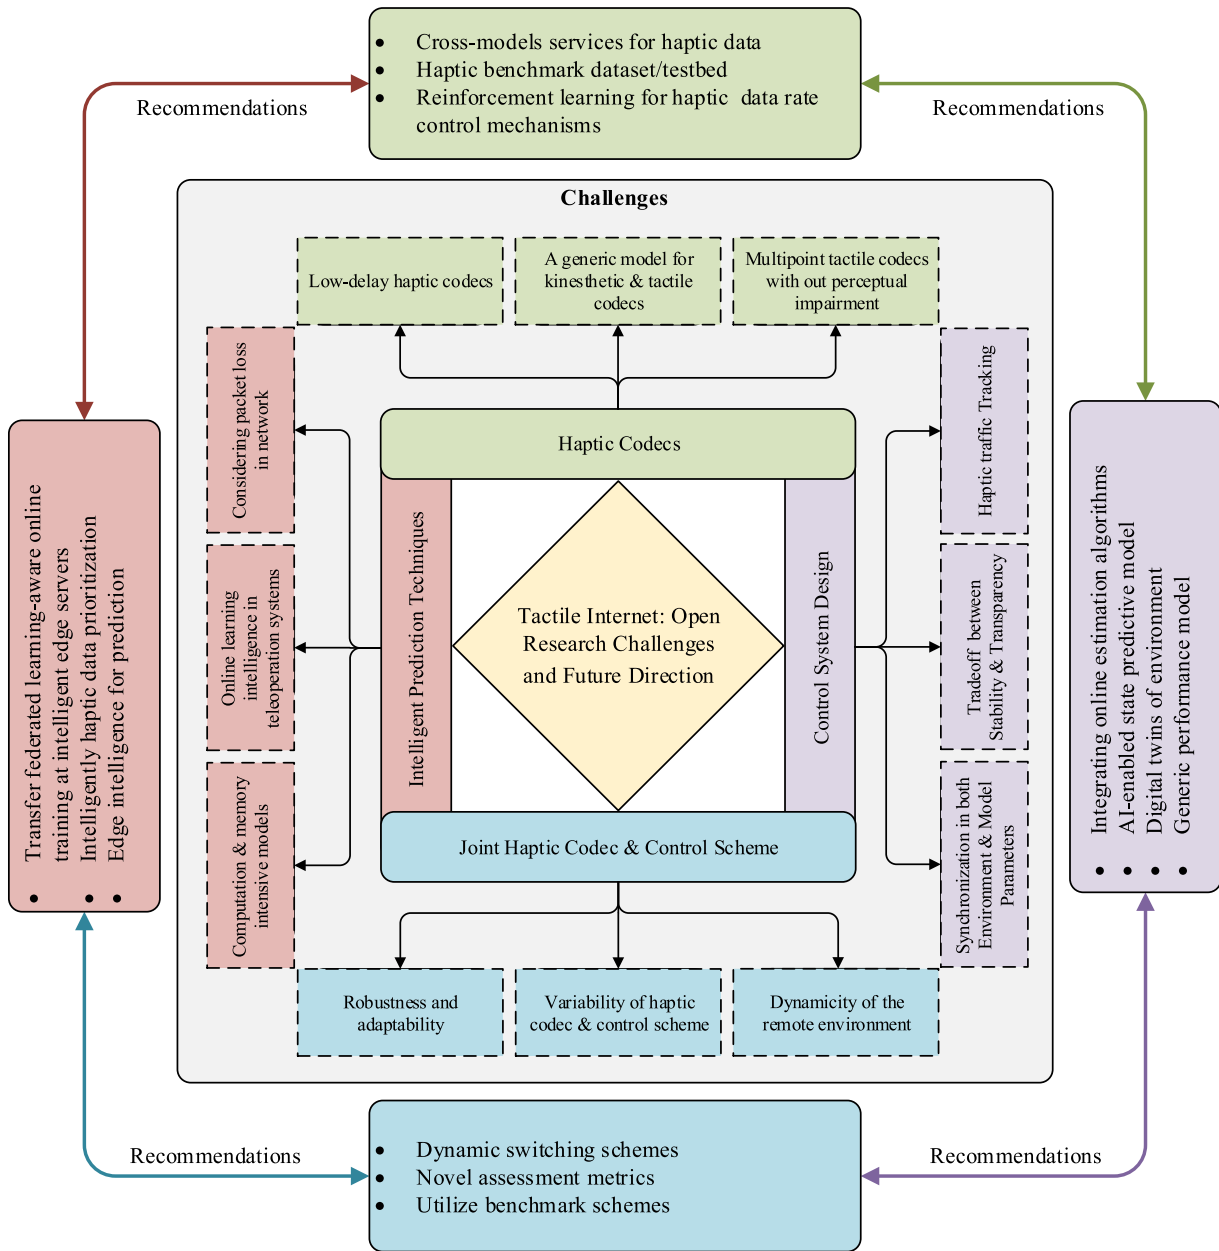 • Cross-models services for haptic data
• Haptic benchmark dataset/testbed
• Reinforcement learning for haptic data rate
control mechanisms
Recommendations
Recommendations
Challenges
Low-delay haptic codecs
A generic model for
kinesthetic & tactile
codecs
Multipoint tactile codecs
with out perceptual
impairment
Considering packet loss
in network
Online learning
intelligence in
teleoperation systems
Computation & memory
intensive models
Haptic traffic Tracking
Tradeoff between
Stability & Transparency
Synchronization in both
Environment & Model
Parameters
Haptic Codecs
Intelligent Prediction Techniques
Tactile Internet: Open
Research Challenges
and Future Direction
Control System Design
Joint Haptic Codec & Control Scheme
Robustness and
adaptability
Variability of haptic
codec & control scheme
Dynamicity of the
remote environment
• Transfer federated learning-aware online
training at intelligent edge servers
• Intelligently haptic data prioritization
• Edge intelligence for prediction
• Integrating online estimation algorithms
• AI-enabled state predictive model
• Digital twins of environment
• Generic performance model
Recommendations
Recommendations
• Dynamic switching schemes
• Novel assessment metrics
• Utilize benchmark schemes